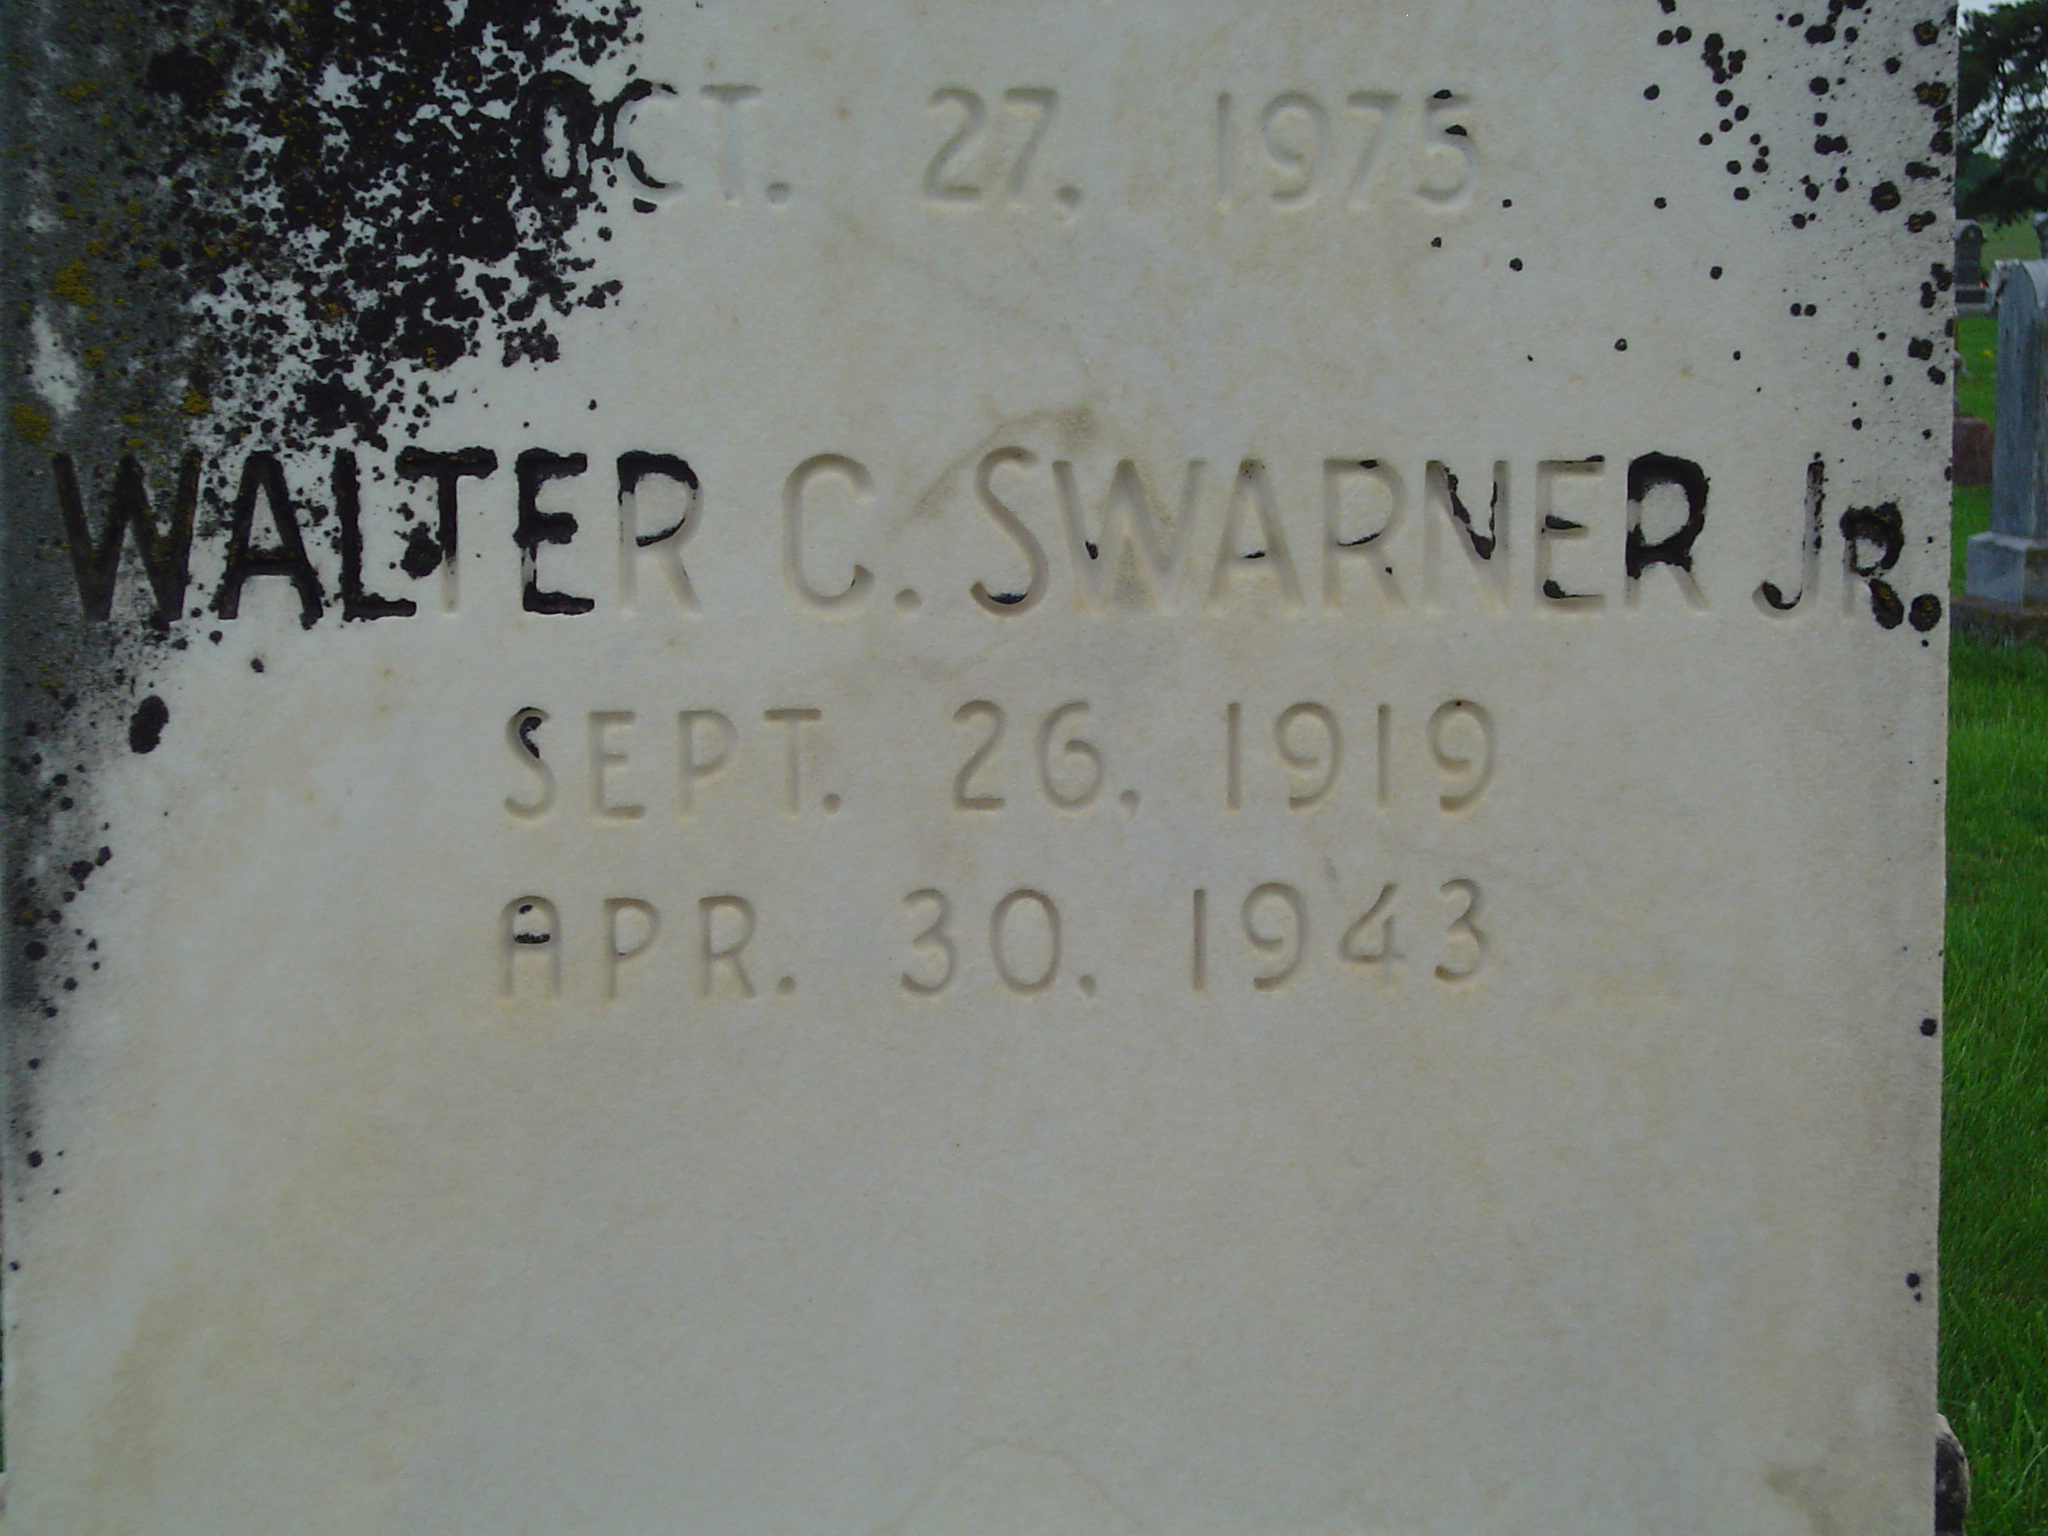 OCT. 27, 1975
WALTER C. SWARNER JR.
SEPT. 26, 1919
APR. 30, 1943